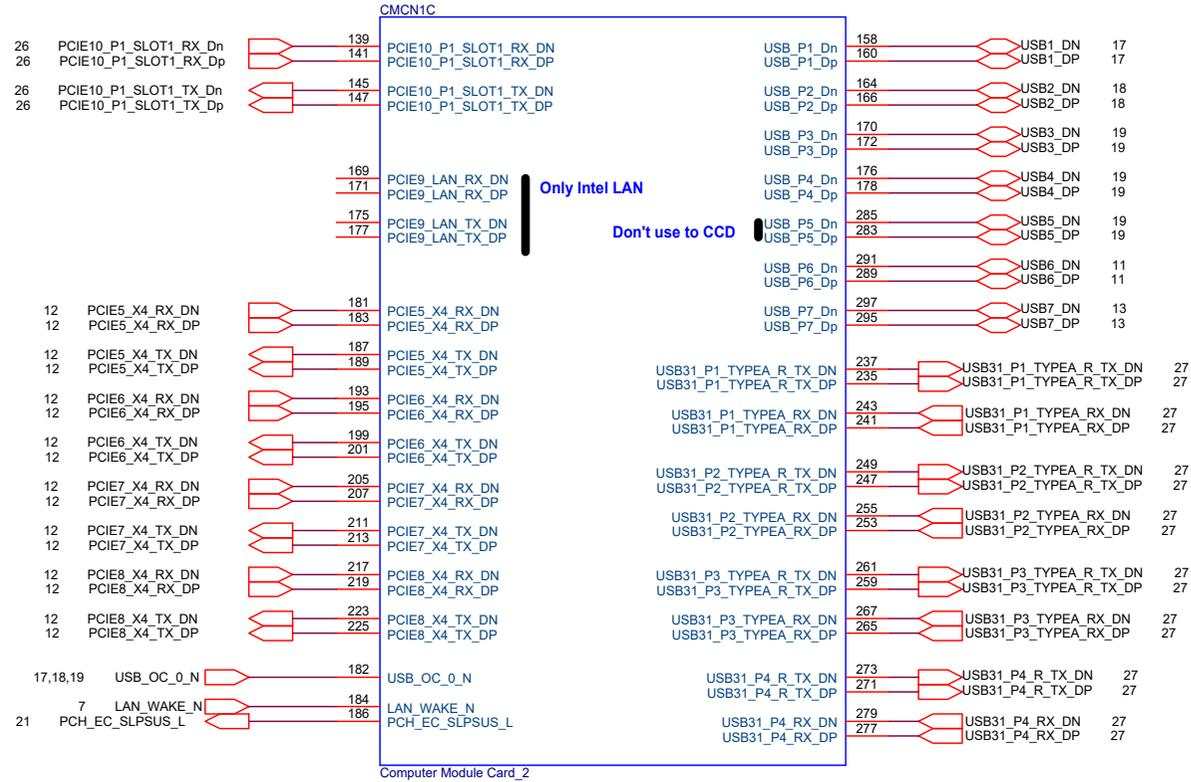 CMCN1C
26 PCIE10_P1_SLOT1_RX_Dn 139 PCIE10_P1_SLOT1_RX_DN USB_P1_Dn 158 USB1_DN 17
26 PCIE10_P1_SLOT1_RX_Dp 141 PCIE10_P1_SLOT1_RX_DP USB_P1_Dp 160 USB1_DP 17
26 PCIE10_P1_SLOT1_TX_Dn 145 PCIE10_P1_SLOT1_TX_DN USB_P2_Dn 164 USB2_DN 18
26 PCIE10_P1_SLOT1_TX_Dp 147 PCIE10_P1_SLOT1_TX_DP USB_P2_Dp 166 USB2_DP 18
USB_P3_Dn 170 USB3_DN 19
USB_P3_Dp 172 USB3_DP 19
169 PCIE9_LAN_RX_DN Only Intel LAN USB_P4_Dn 176 USB4_DN 19
171 PCIE9_LAN_RX_DP USB_P4_Dp 178 USB4_DP 19
175 PCIE9_LAN_TX_DN Don't use to CCD USB_P5_Dn 285 USB5_DN 19
177 PCIE9_LAN_TX_DP USB_P5_Dp 283 USB5_DP 19
USB_P6_Dn 291 USB6_DN 11
USB_P6_Dp 289 USB6_DP 11
12 PCIE5_X4_RX_DN 181 PCIE5_X4_RX_DN USB_P7_Dn 297 USB7_DN 13
12 PCIE5_X4_RX_DP 183 PCIE5_X4_RX_DP USB_P7_Dp 295 USB7_DP 13
12 PCIE5_X4_TX_DN 187 PCIE5_X4_TX_DN USB31_P1_TYPEA_R_TX_DN 237 USB31_P1_TYPEA_R_TX_DN 27
12 PCIE5_X4_TX_DP 189 PCIE5_X4_TX_DP USB31_P1_TYPEA_R_TX_DP 235 USB31_P1_TYPEA_R_TX_DP 27
12 PCIE6_X4_RX_DN 193 PCIE6_X4_RX_DN USB31_P1_TYPEA_RX_DN 243 USB31_P1_TYPEA_RX_DN 27
12 PCIE6_X4_RX_DP 195 PCIE6_X4_RX_DP USB31_P1_TYPEA_RX_DP 241 USB31_P1_TYPEA_RX_DP 27
12 PCIE6_X4_TX_DN 199 PCIE6_X4_TX_DN USB31_P2_TYPEA_R_TX_DN 249 USB31_P2_TYPEA_R_TX_DN 27
12 PCIE6_X4_TX_DP 201 PCIE6_X4_TX_DP USB31_P2_TYPEA_R_TX_DP 247 USB31_P2_TYPEA_R_TX_DP 27
12 PCIE7_X4_RX_DN 205 PCIE7_X4_RX_DN USB31_P2_TYPEA_RX_DN 255 USB31_P2_TYPEA_RX_DN 27
12 PCIE7_X4_RX_DP 207 PCIE7_X4_RX_DP USB31_P2_TYPEA_RX_DP 253 USB31_P2_TYPEA_RX_DP 27
12 PCIE7_X4_TX_DN 211 PCIE7_X4_TX_DN
12 PCIE7_X4_TX_DP 213 PCIE7_X4_TX_DP
12 PCIE8_X4_RX_DN 217 PCIE8_X4_RX_DN USB31_P3_TYPEA_R_TX_DN 261 USB31_P3_TYPEA_R_TX_DN 27
12 PCIE8_X4_RX_DP 219 PCIE8_X4_RX_DP USB31_P3_TYPEA_R_TX_DP 259 USB31_P3_TYPEA_R_TX_DP 27
12 PCIE8_X4_TX_DN 223 PCIE8_X4_TX_DN USB31_P3_TYPEA_RX_DN 267 USB31_P3_TYPEA_RX_DN 27
12 PCIE8_X4_TX_DP 225 PCIE8_X4_TX_DP USB31_P3_TYPEA_RX_DP 265 USB31_P3_TYPEA_RX_DP 27
17,18,19 USB_OC_0_N 182 USB_OC_0_N USB31_P4_R_TX_DN 273 USB31_P4_R_TX_DN 27
USB31_P4_R_TX_DP 271 USB31_P4_R_TX_DP 27
7 LAN_WAKE_N 184 LAN_WAKE_N
21 PCH_EC_SLPSUS_L 186 PCH_EC_SLPSUS_L USB31_P4_RX_DN 279 USB31_P4_RX_DN 27
USB31_P4_RX_DP 277 USB31_P4_RX_DP 27
Computer Module Card_2